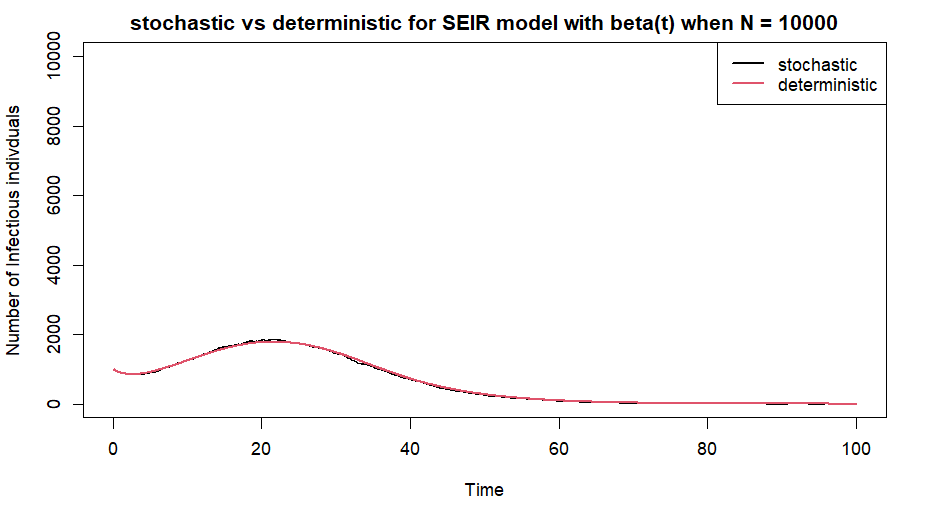 stochastic vs deterministic for SEIR model with beta(t) when N = 10000
stochastic
deterministic
Number of Infectious indivduals
10000
8000
6000
4000
2000
0
0 20 40 60 80 100
Time